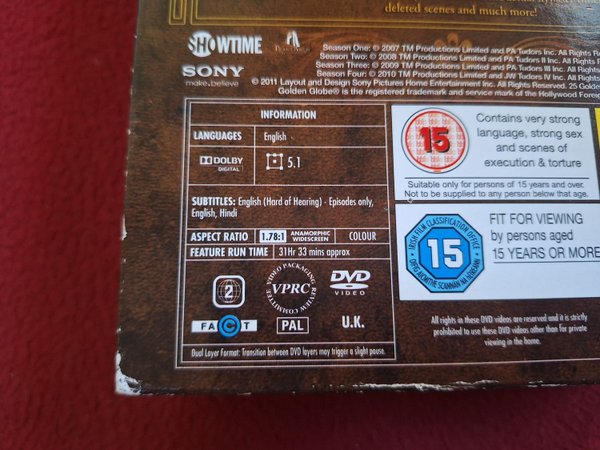 deleted scenes and much more!
SHOWTIME
Season One: © 2007 TM Productions Limited and PA Tudors Inc. All Rights Re
Season Two: © 2008 TM Productions Limited and PA Tudors II Inc. All Rights R
Season Three: © 2009 TM Productions Limited and PA Tudors III Inc. All Rights R
Season Four: © 2010 TM Productions Limited and JW Tudors IV Inc. All Rights R
SONY
make.believe
© 2011 Layout and Design Sony Pictures Home Entertainment Inc. All Rights Reserved. 25 Golde
Golden Globe® is the registered trademark and service mark of the Hollywood Foreig
INFORMATION
LANGUAGES English
DOLBY DIGITAL 5.1
SUBTITLES: English (Hard of Hearing) - Episodes only,
English, Hindi
ASPECT RATIO 1.78:1 ANAMORPHIC WIDESCREEN COLOUR
FEATURE RUN TIME 31Hr 33 mins approx
2
VIDEO PACKAGING REVIEW COMMITTEE VPRC
DVD VIDEO
FACT
PAL
U.K.
Dual Layer Format: Transition between DVD layers may trigger a slight pause.
15
Contains very strong
language, strong sex
and scenes of
execution & torture
Suitable only for persons of 15 years and over.
Not to be supplied to any person below that age.
IRISH FILM CLASSIFICATION OFFICE
15
FIT FOR VIEWING
by persons aged
15 YEARS OR MORE
All rights in these DVD videos are reserved and it is strictly
prohibited to use these DVD videos other than for private
viewing in the home.